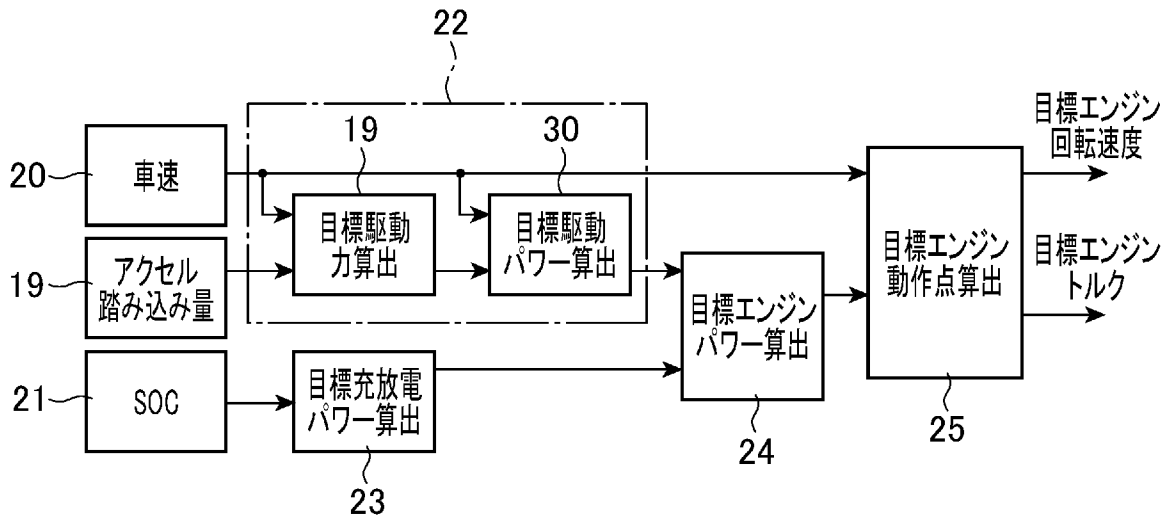 22
19
30
目標エンジン
回転速度
20
車速
目標駆動
力算出
目標駆動
パワー算出
目標エンジン
動作点算出
19
アクセル
踏み込み量
目標エンジン
トルク
目標エンジン
パワー算出
21
SOC
目標充放電
パワー算出
23
24
25